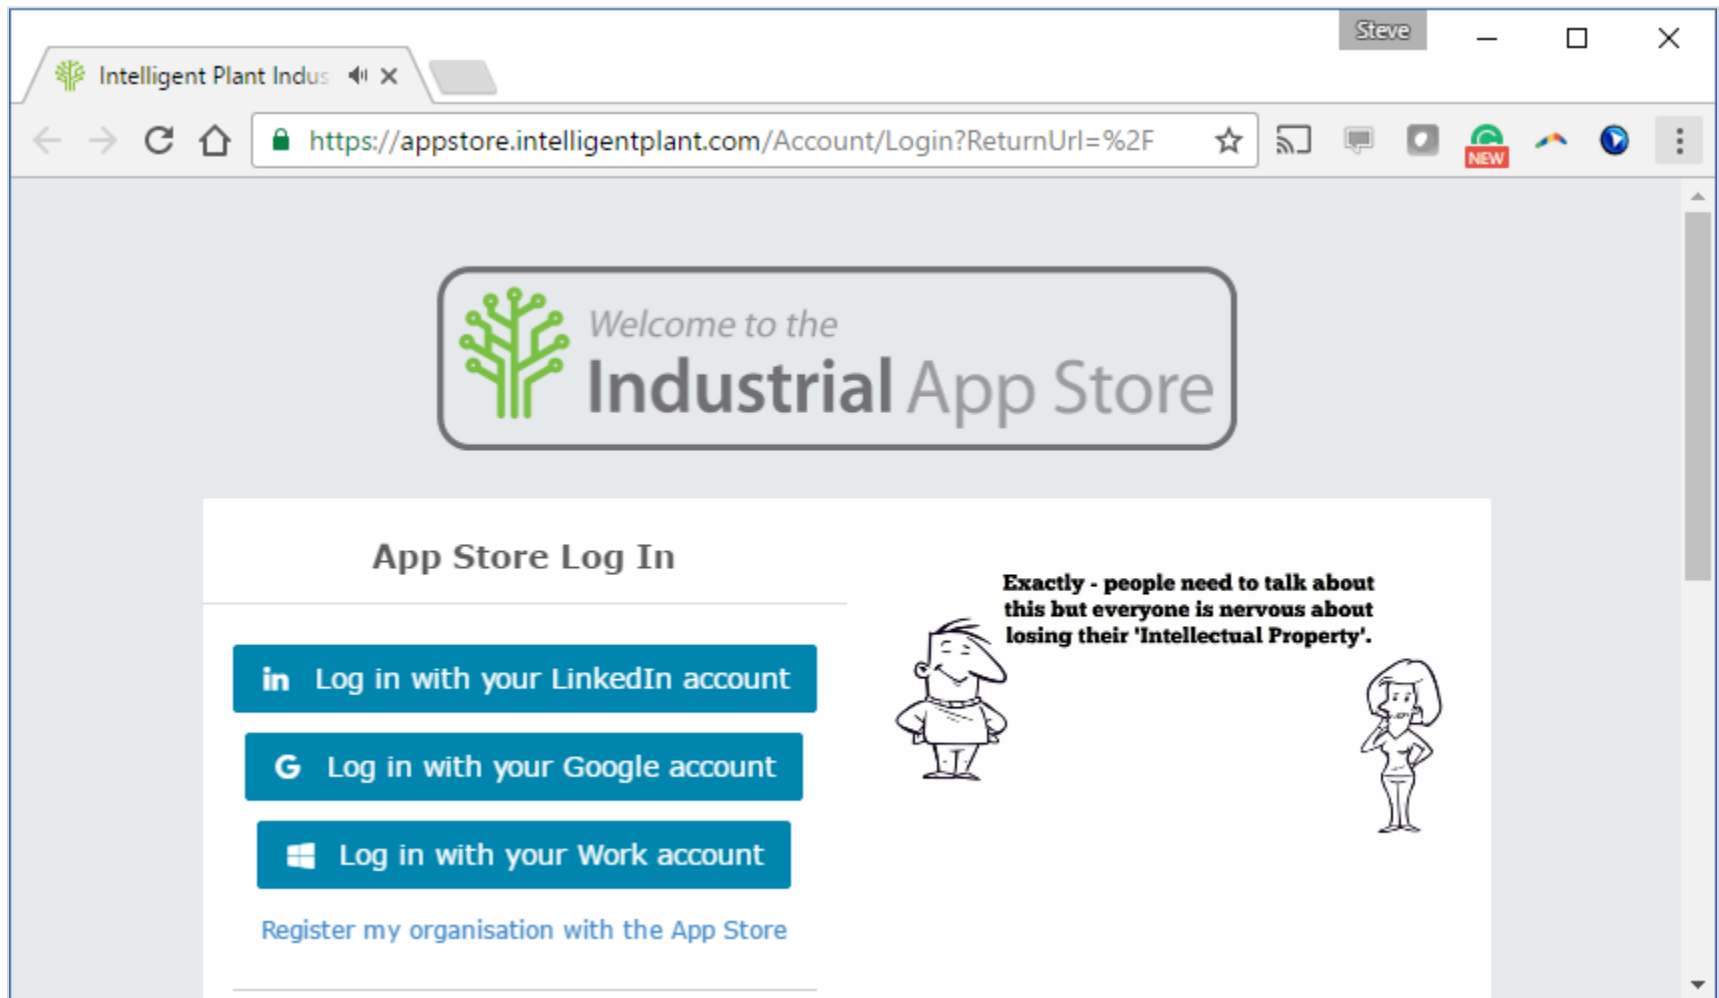 Steve
Intelligent Plant Indus
https://appstore.intelligentplant.com/Account/Login?ReturnUrl=%2F
NEW
Welcome to the
Industrial App Store
App Store Log In
Exactly - people need to talk about
this but everyone is nervous about
losing their 'Intellectual Property'.
in Log in with your LinkedIn account
G Log in with your Google account
Log in with your Work account
Register my organisation with the App Store